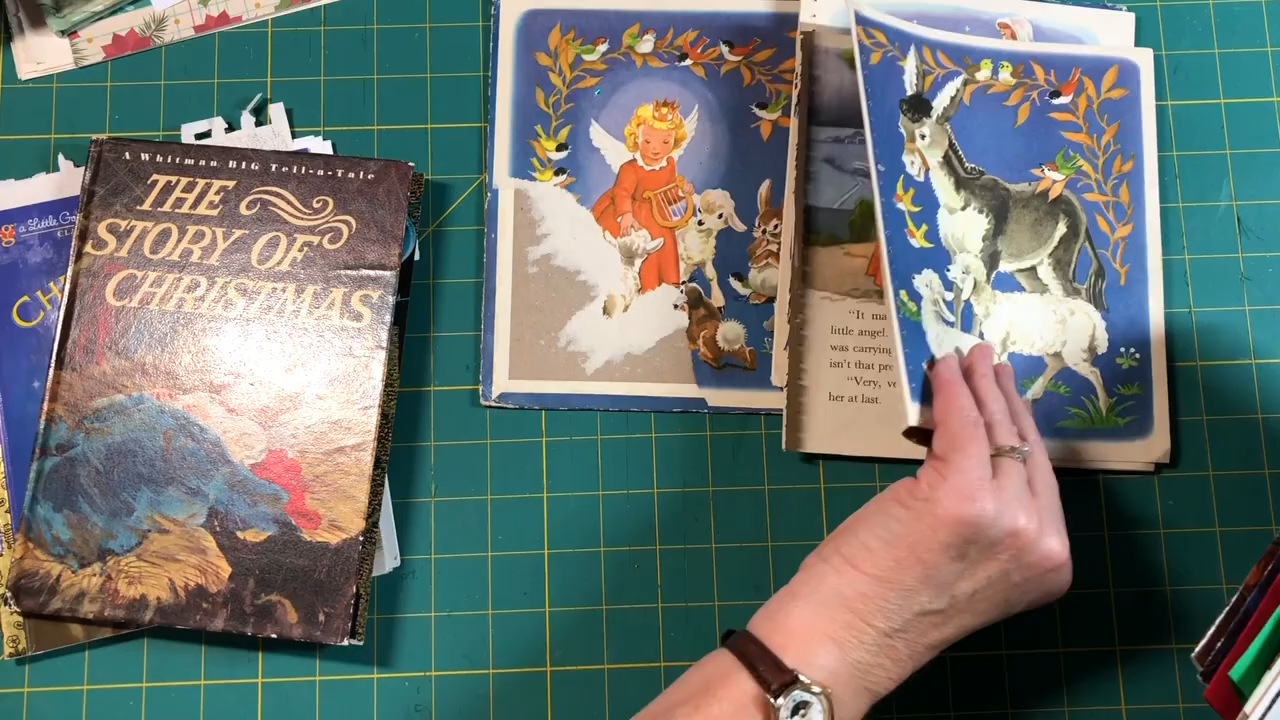 A Whitman BIG Tell-a-Tale
THE
STORY OF
CHRISTMAS
a Little Go
CH
"It ma
little angel.
was carrying
isn't that pre
"Very, ve
her at last.